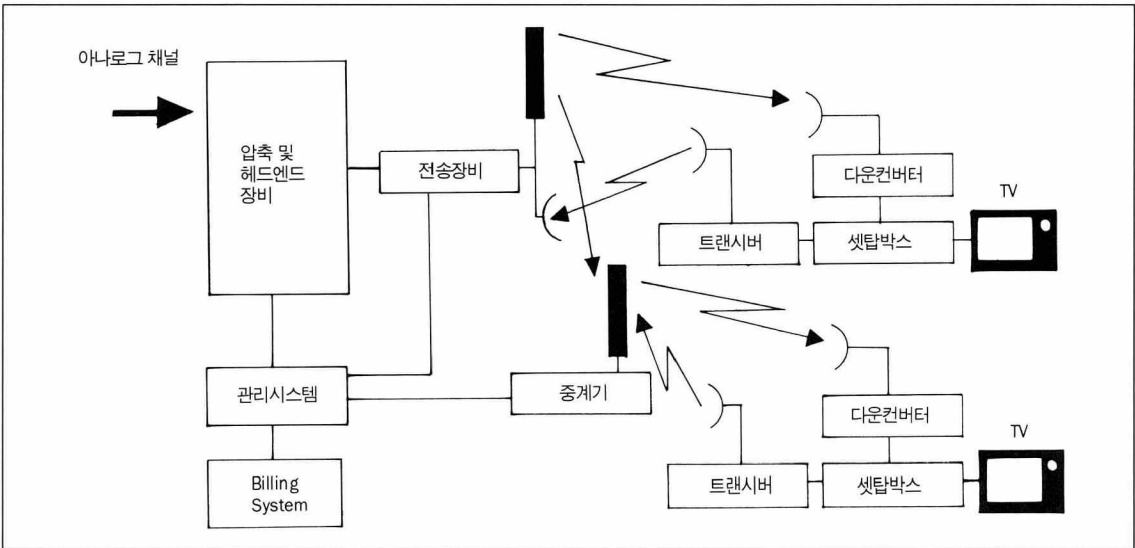 아나로그 채널
압축 및
헤드엔드
장비
전송장비
다운컨버터
TV
트랜시버
셋탑박스
관리시스템
중계기
다운컨버터
TV
트랜시버
셋탑박스
Billing
System